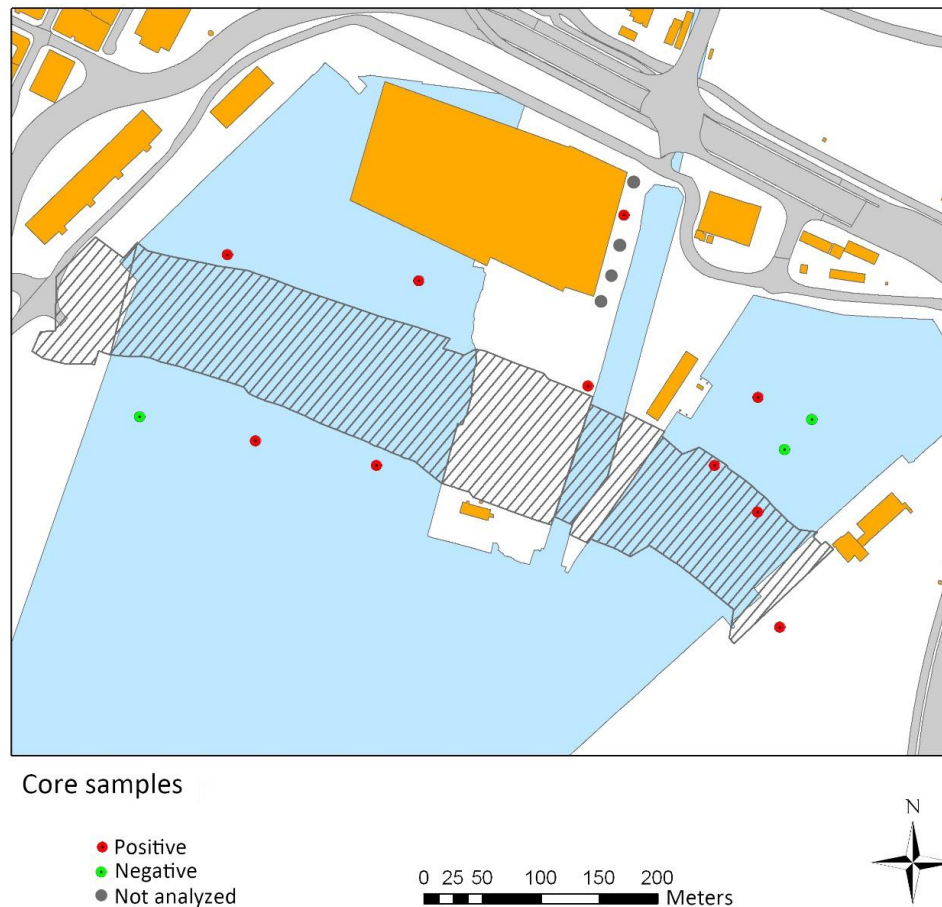 Core samples
Positive
Negative
Not analyzed
0 25 50 100 150 200
Meters
N